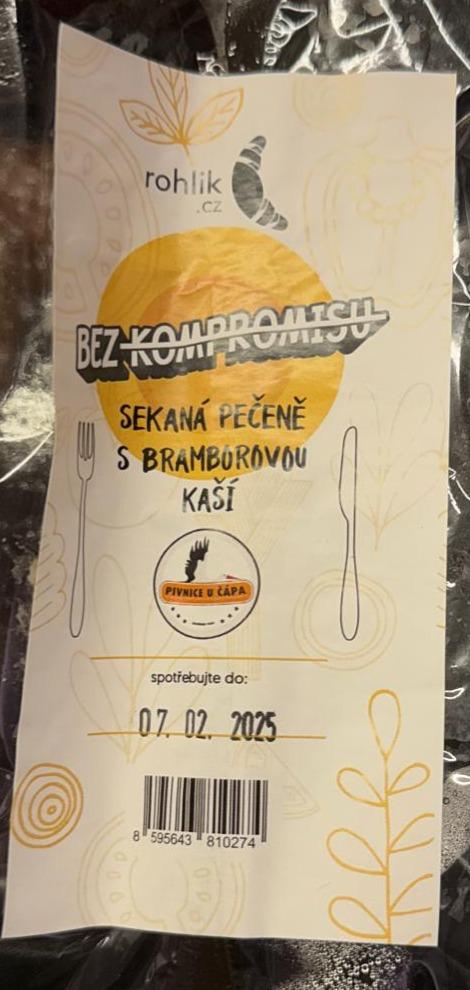 rohlik
.cz
BEZ KOMPROMISU
SEKANÁ PEČENĚ
S BRAMBOROVOU
KAŠÍ
PIVNICE U ČÁPA
spotřebujte do:
07. 02. 2025
8 595643 810274